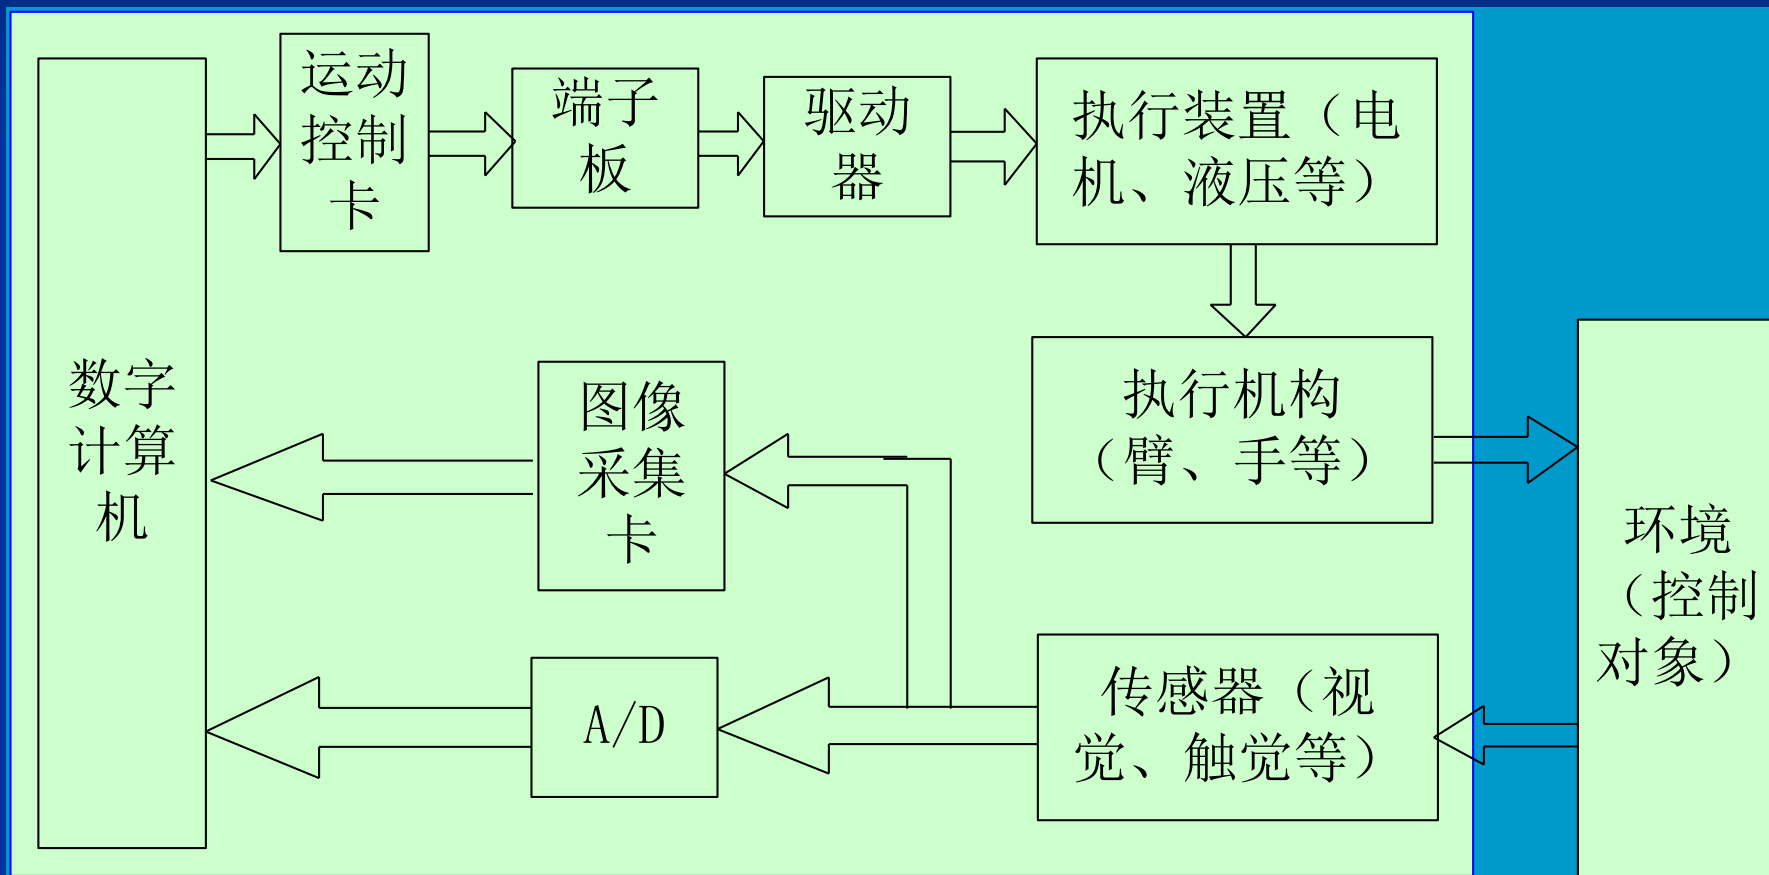 运动
控制
卡
端子
板
驱动
器
执行装置（电
机、液压等）
数字
计算
机
图像
采集
卡
执行机构
（臂、手等）
环境
（控制
对象）
A/D
传感器（视
觉、触觉等）